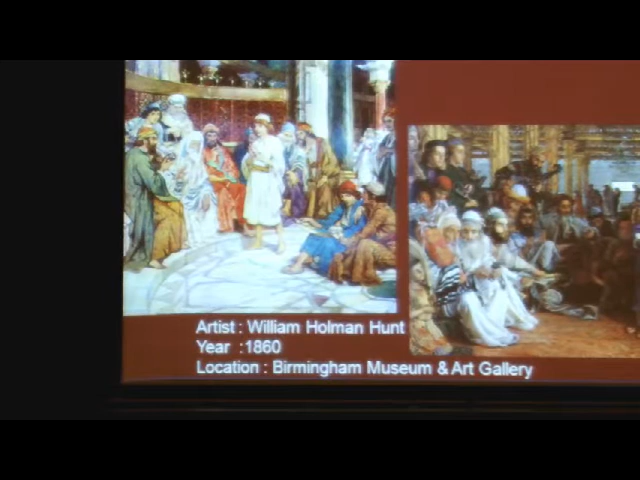 Artist : William Holman Hunt
Year : 1860
Location : Birmingham Museum & Art Gallery